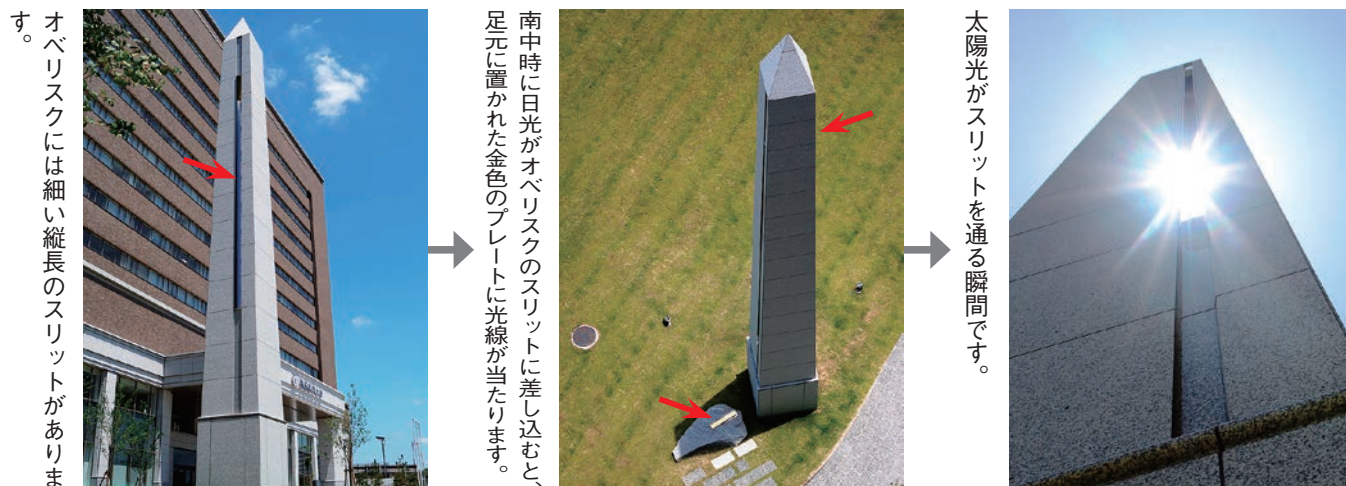 オベリスクには細い縦長のスリットがありま
す。
南中時に日光がオベリスクのスリットに差し込むと、
足元に置かれた金色のプレートに光線が当たります。
太陽光がスリットを通る瞬間です。